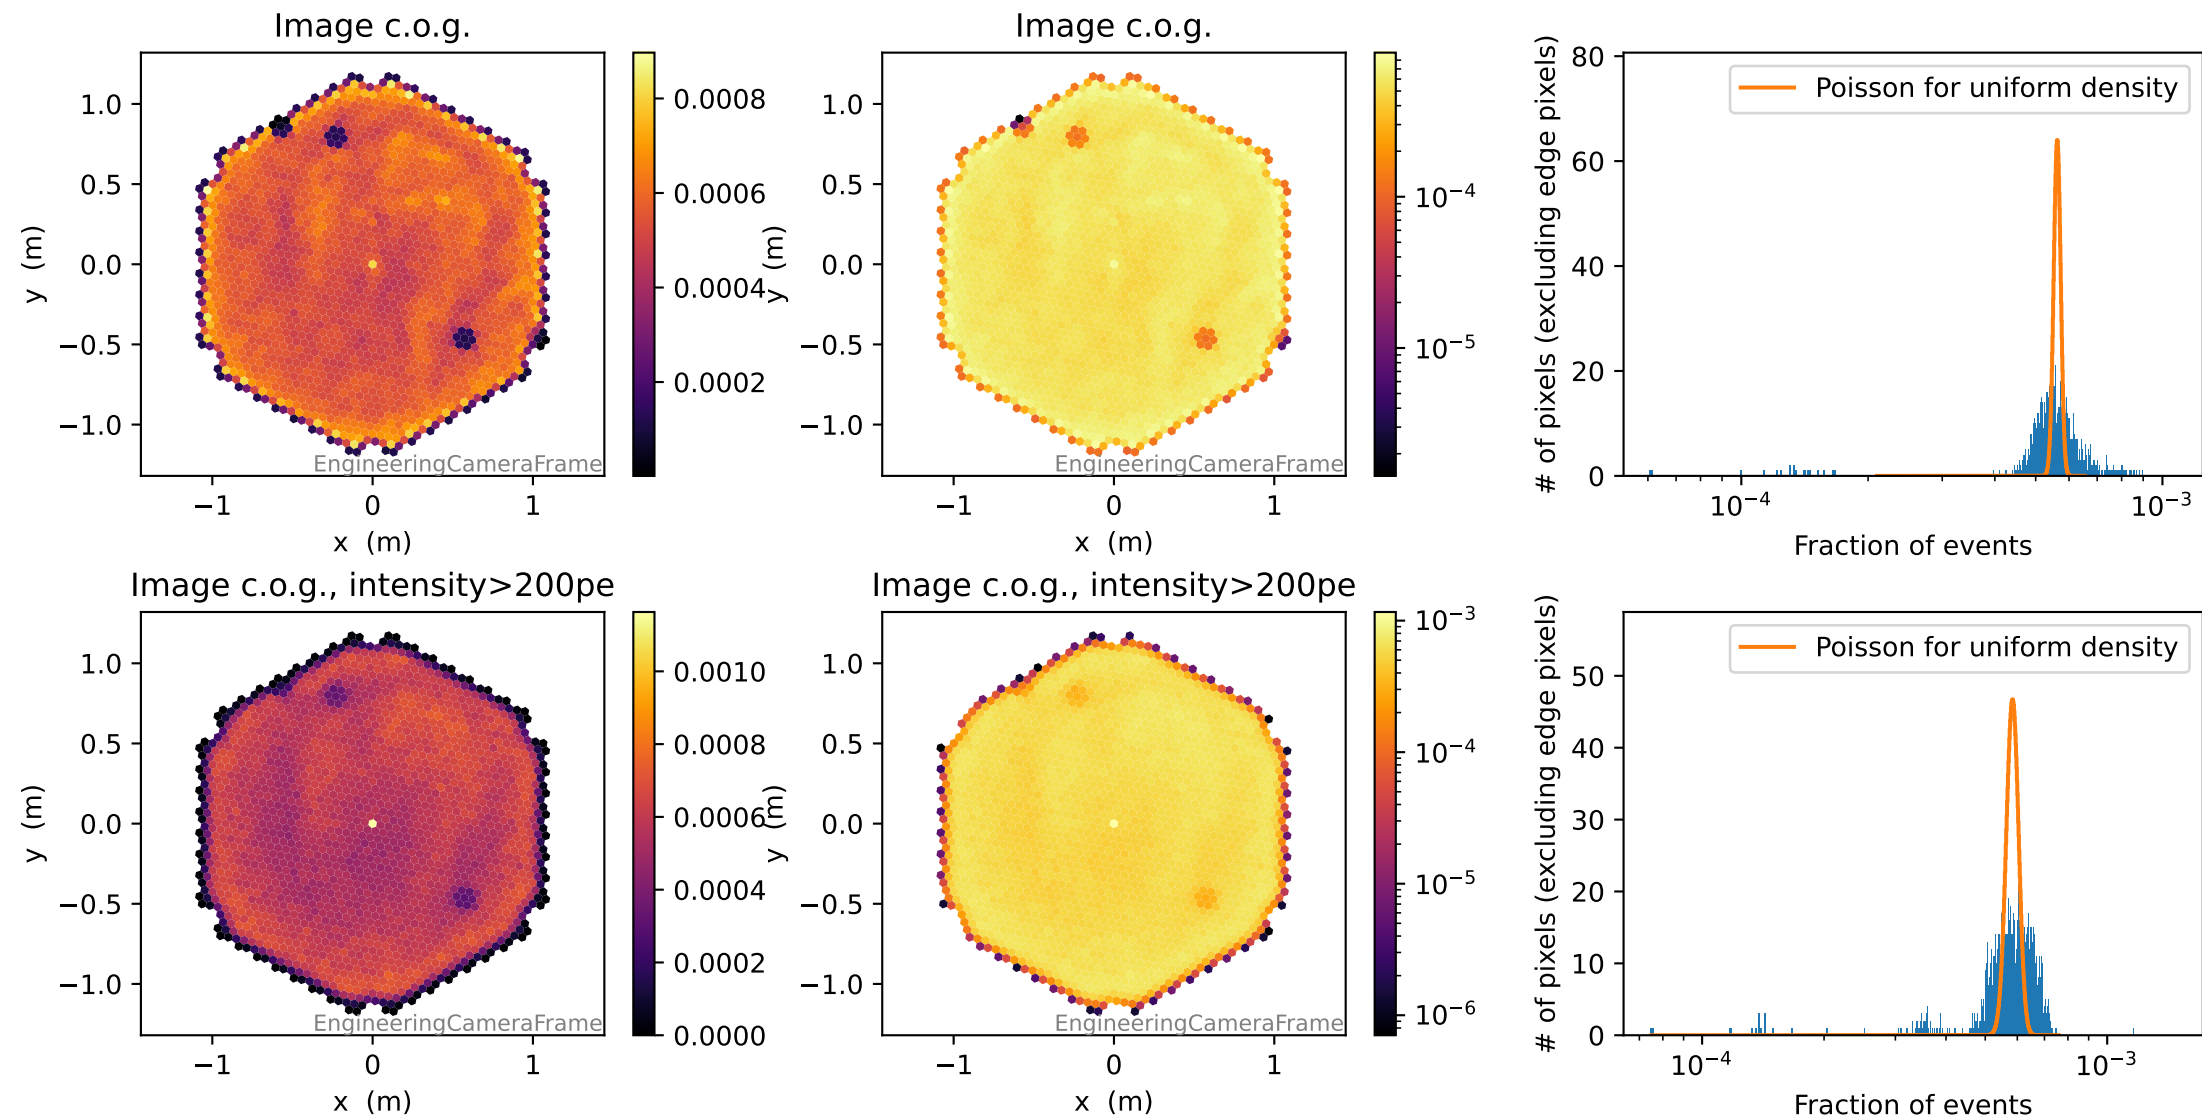 Image c.o.g.
1.0
0.5
0.0
−0.5
−1.0
y (m)
−1
0
1
x (m)
EngineeringCameraFrame
0.0008
0.0006
0.0004
0.0002
Image c.o.g.
1.0
0.5
0.0
−0.5
−1.0
y (m)
−1
0
1
x (m)
EngineeringCameraFrame
10⁻⁴
10⁻⁵
80
60
40
20
0
# of pixels (excluding edge pixels)
Poisson for uniform density
10⁻⁴
10⁻³
Fraction of events
Image c.o.g., intensity>200pe
1.0
0.5
0.0
−0.5
−1.0
y (m)
−1
0
1
x (m)
EngineeringCameraFrame
0.0010
0.0008
0.0006
0.0004
0.0002
0.0000
Image c.o.g., intensity>200pe
1.0
0.5
0.0
−0.5
−1.0
y (m)
−1
0
1
x (m)
EngineeringCameraFrame
10⁻³
10⁻⁴
10⁻⁵
10⁻⁶
50
40
30
20
10
0
# of pixels (excluding edge pixels)
Poisson for uniform density
10⁻⁴
10⁻³
Fraction of events